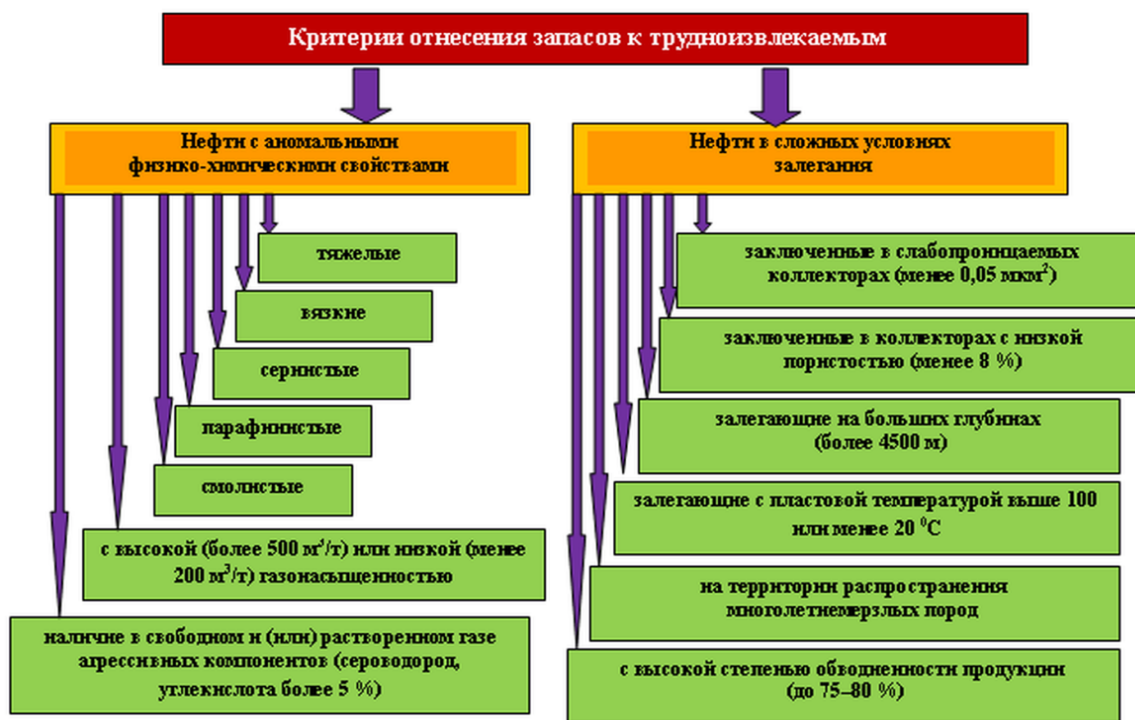 Критерии отнесения запасов к трудноизвлекаемым
Нефти с аномальными
физико-химическими свойствами
тяжелые
вязкие
сернистые
парафинистые
смолистые
с высокой (более 500 м³/т) или низкой (менее
200 м³/т) газонасыщенностью
наличие в свободном и (или) растворенном газе
агрессивных компонентов (сероводород,
углекислота более 5 %)
Нефти в сложных условиях
залегания
заключенные в слабопроницаемых
коллекторах (менее 0,05 мкм²)
заключенные в коллекторах с низкой
пористостью (менее 8 %)
залегающие на больших глубинах
(более 4500 м)
залегающие с пластовой температурой выше 100
или менее 20 ⁰С
на территории распространения
многолетнемерзлых пород
с высокой степенью обводненности продукции
(до 75–80 %)